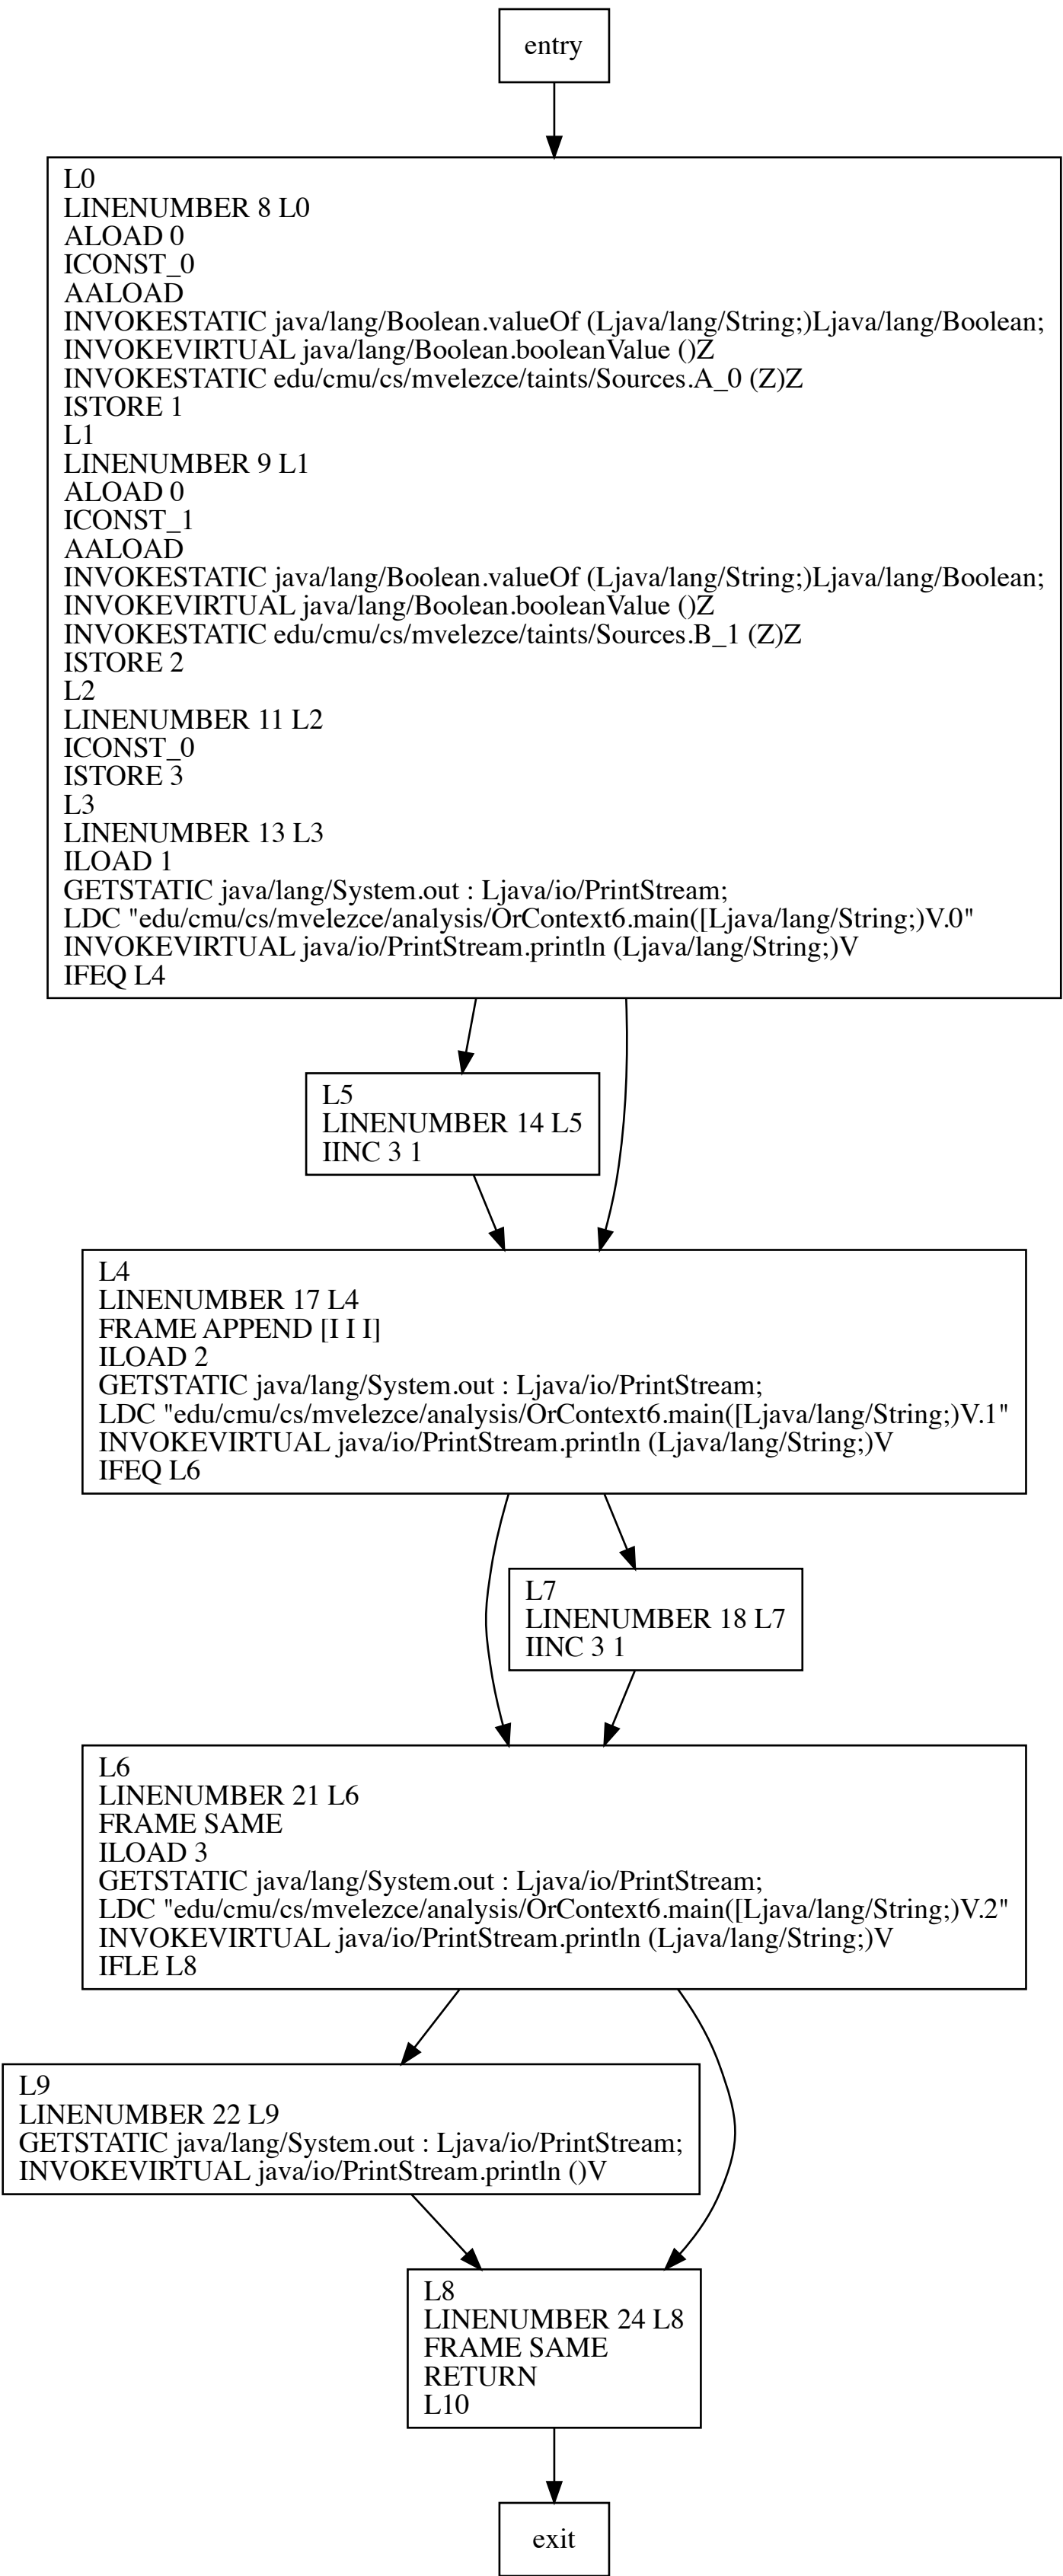 entry
L0
LINENUMBER 8 L0
ALOAD 0
ICONST_0
AALOAD
INVOKESTATIC java/lang/Boolean.valueOf (Ljava/lang/String;)Ljava/lang/Boolean;
INVOKEVIRTUAL java/lang/Boolean.booleanValue ()Z
INVOKESTATIC edu/cmu/cs/mvelezce/taints/Sources.A_0 (Z)Z
ISTORE 1
L1
LINENUMBER 9 L1
ALOAD 0
ICONST_1
AALOAD
INVOKESTATIC java/lang/Boolean.valueOf (Ljava/lang/String;)Ljava/lang/Boolean;
INVOKEVIRTUAL java/lang/Boolean.booleanValue ()Z
INVOKESTATIC edu/cmu/cs/mvelezce/taints/Sources.B_1 (Z)Z
ISTORE 2
L2
LINENUMBER 11 L2
ICONST_0
ISTORE 3
L3
LINENUMBER 13 L3
ILOAD 1
GETSTATIC java/lang/System.out : Ljava/io/PrintStream;
LDC "edu/cmu/cs/mvelezce/analysis/OrContext6.main([Ljava/lang/String;)V.0"
INVOKEVIRTUAL java/io/PrintStream.println (Ljava/lang/String;)V
IFEQ L4
L5
LINENUMBER 14 L5
IINC 3 1
L4
LINENUMBER 17 L4
FRAME APPEND [I I I]
ILOAD 2
GETSTATIC java/lang/System.out : Ljava/io/PrintStream;
LDC "edu/cmu/cs/mvelezce/analysis/OrContext6.main([Ljava/lang/String;)V.1"
INVOKEVIRTUAL java/io/PrintStream.println (Ljava/lang/String;)V
IFEQ L6
L7
LINENUMBER 18 L7
IINC 3 1
L6
LINENUMBER 21 L6
FRAME SAME
ILOAD 3
GETSTATIC java/lang/System.out : Ljava/io/PrintStream;
LDC "edu/cmu/cs/mvelezce/analysis/OrContext6.main([Ljava/lang/String;)V.2"
INVOKEVIRTUAL java/io/PrintStream.println (Ljava/lang/String;)V
IFLE L8
L9
LINENUMBER 22 L9
GETSTATIC java/lang/System.out : Ljava/io/PrintStream;
INVOKEVIRTUAL java/io/PrintStream.println ()V
L8
LINENUMBER 24 L8
FRAME SAME
RETURN
L10
exit